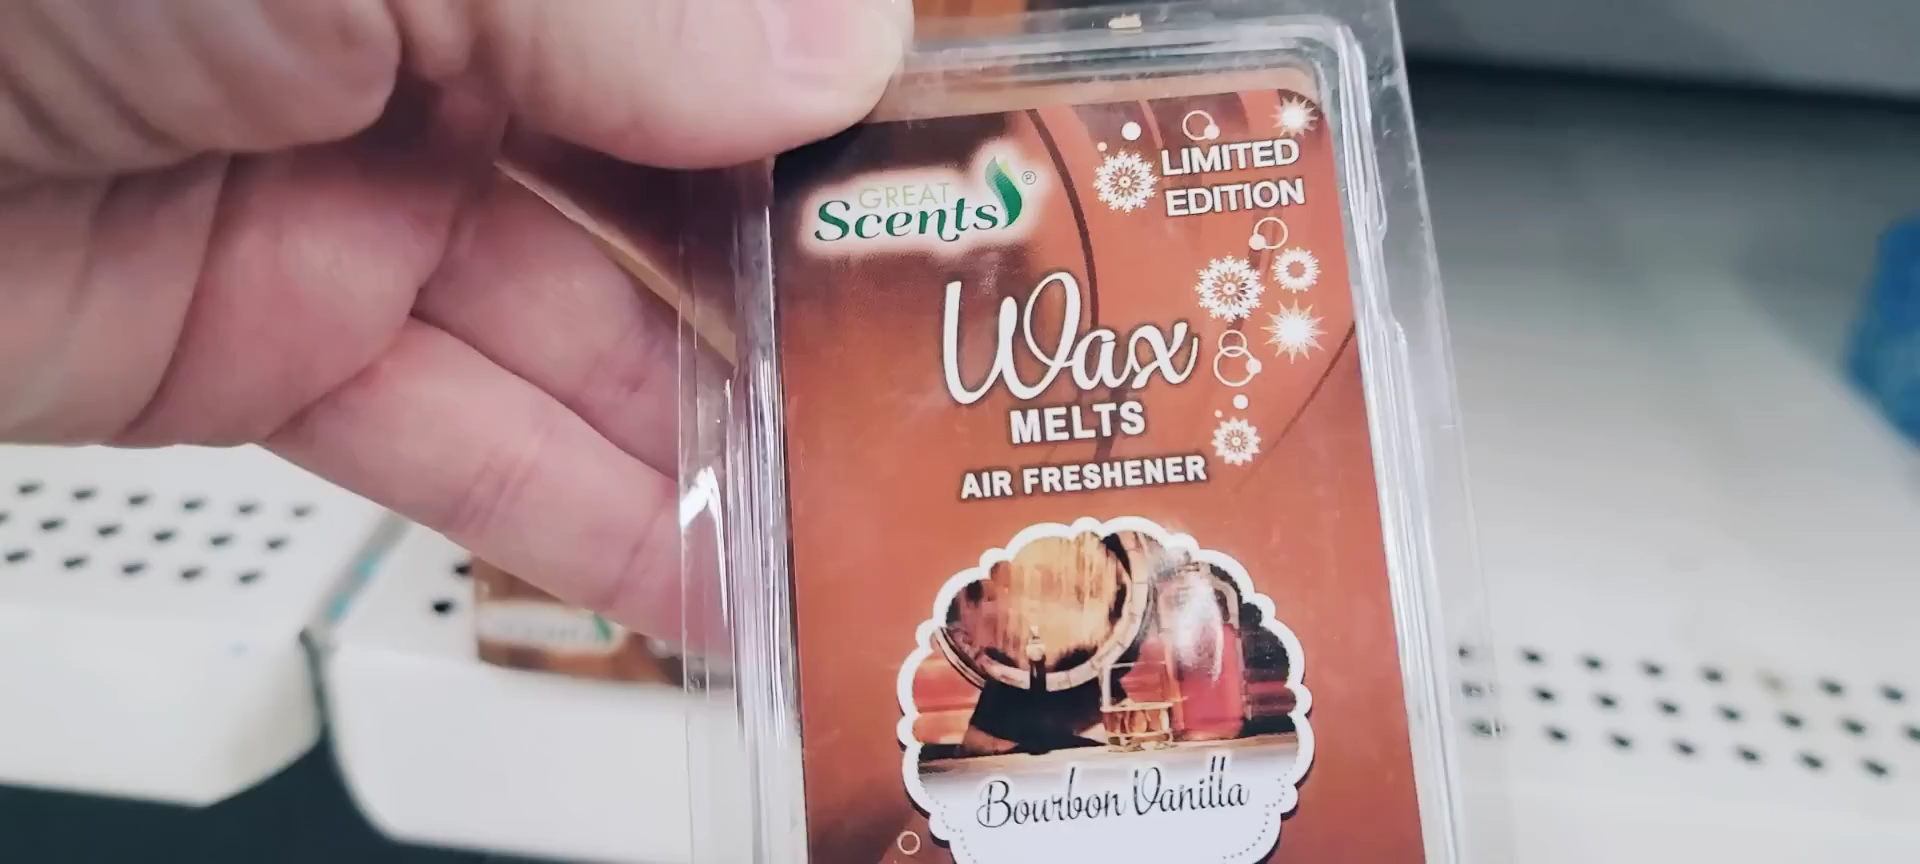 GREAT
Scents®
LIMITED
EDITION
Wax
MELTS
AIR FRESHENER
Bourbon Vanilla